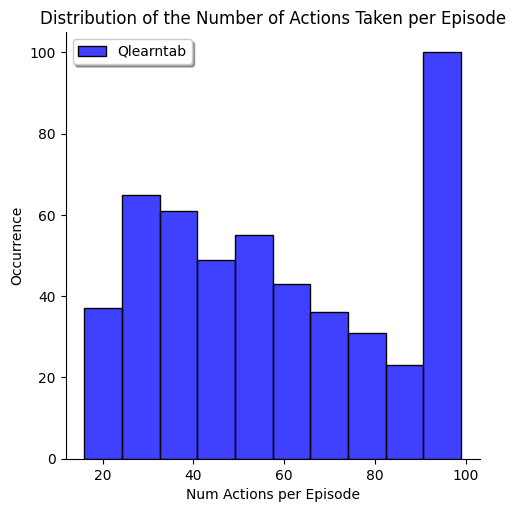 Distribution of the Number of Actions Taken per Episode
Qlearntab
100
80
60
40
20
0
Occurrence
20 40 60 80 100
Num Actions per Episode